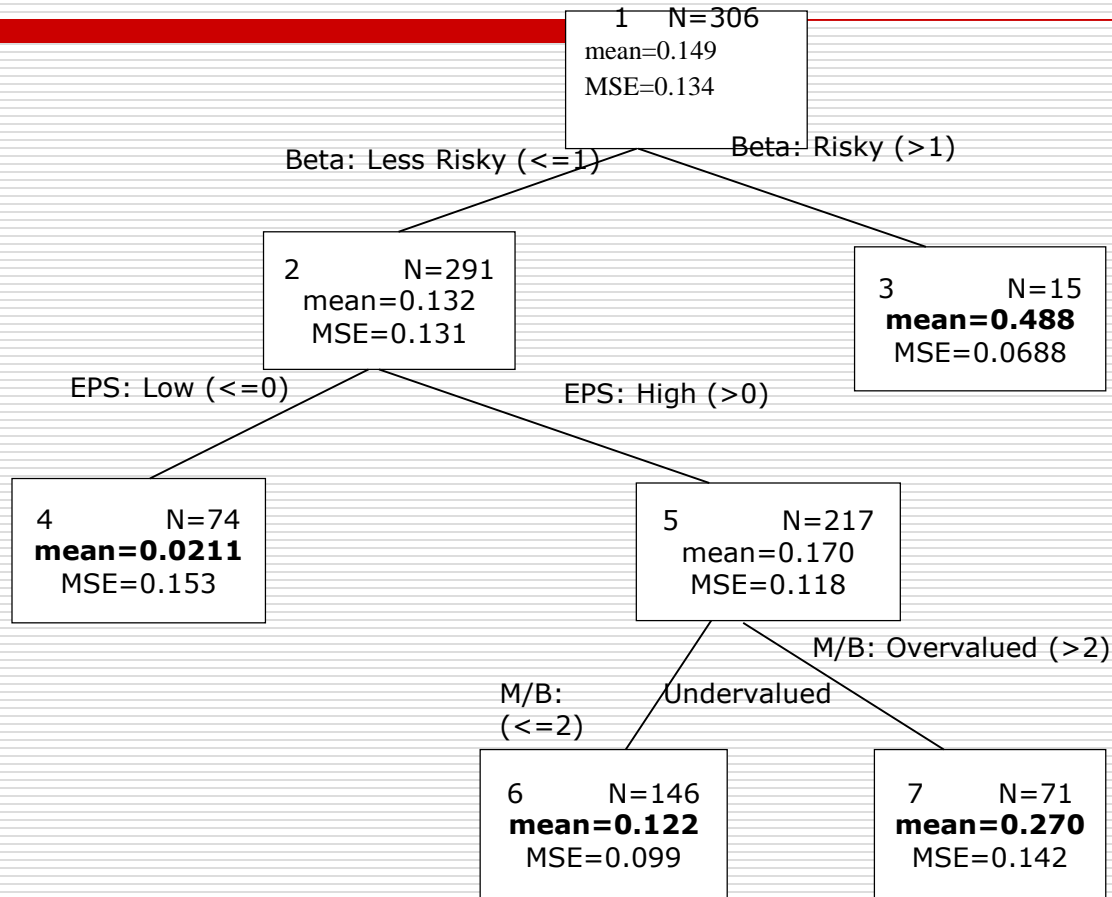 1 N=306
mean=0.149
MSE=0.134
Beta: Less Risky (<=1)
Beta: Risky (>1)
2 N=291
mean=0.132
MSE=0.131
3 N=15
mean=0.488
MSE=0.0688
EPS: Low (<=0)
EPS: High (>0)
4 N=74
mean=0.0211
MSE=0.153
5 N=217
mean=0.170
MSE=0.118
M/B: Overvalued (>2)
M/B: Undervalued
(<=2)
6 N=146
mean=0.122
MSE=0.099
7 N=71
mean=0.270
MSE=0.142